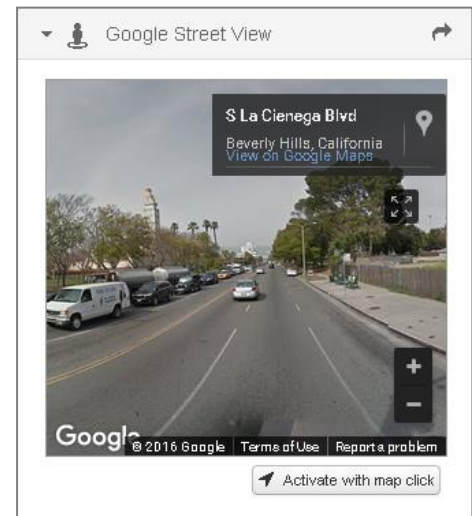 Google Street View
S La Cienega Blvd
Beverly Hills, California
View on Google Maps
+
−
Google
© 2016 Google Terms of Use Report a problem
Activate with map click